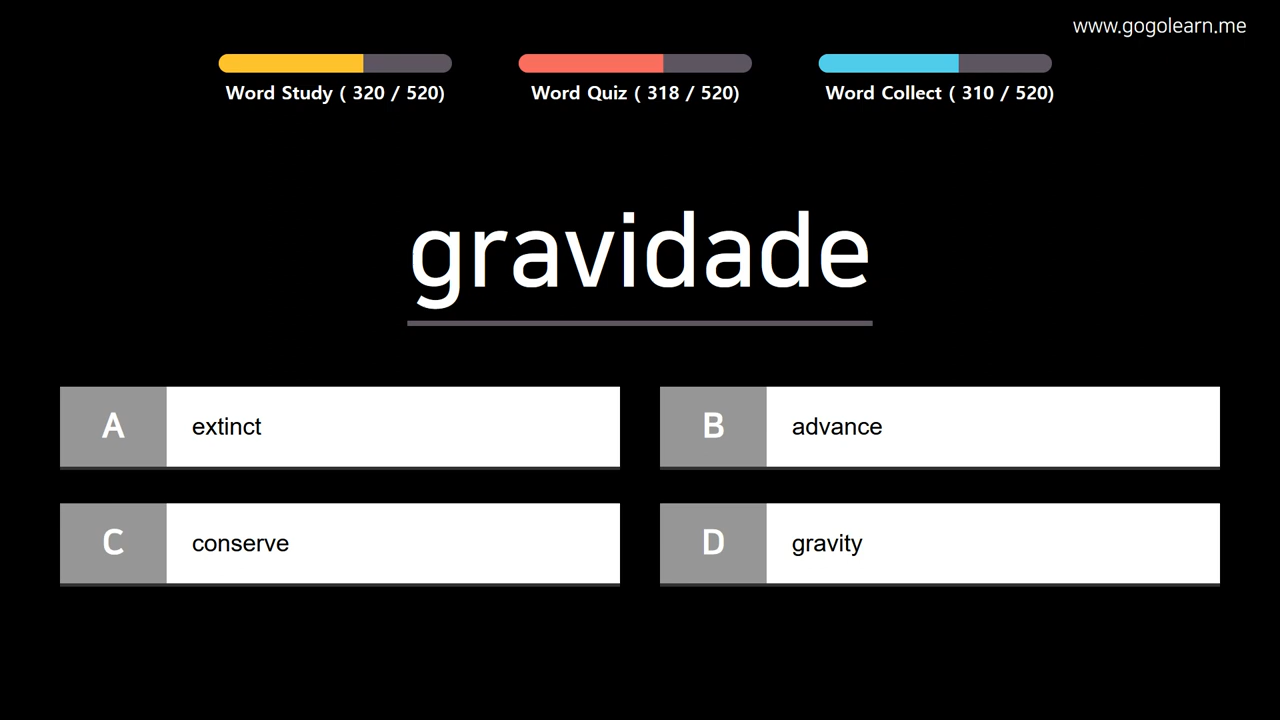 www.gogolearn.me
Word Study ( 320 / 520)
Word Quiz ( 318 / 520)
Word Collect ( 310 / 520)
gravidade
A extinct
B advance
C conserve
D gravity